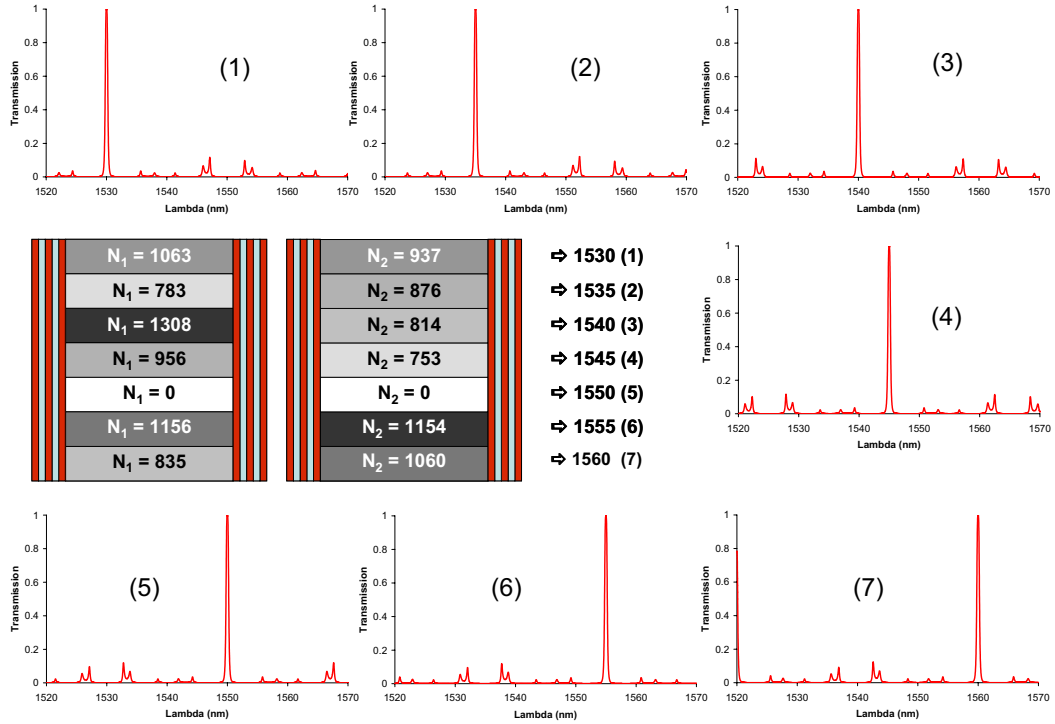 1
0.8
0.6
0.4
0.2
0
Transmission
1520 1530 1540 1550 1560 1570
Lambda (nm)
(1)
1
0.8
0.6
0.4
0.2
0
Transmission
1520 1530 1540 1550 1560 1570
Lambda (nm)
(2)
1
0.8
0.6
0.4
0.2
0
Transmission
1520 1530 1540 1550 1560 1570
Lambda (nm)
(3)
N1 = 1063
N1 = 783
N1 = 1308
N1 = 956
N1 = 0
N1 = 1156
N1 = 835
N2 = 937
N2 = 876
N2 = 814
N2 = 753
N2 = 0
N2 = 1154
N2 = 1060
⇨ 1530 (1)
⇨ 1535 (2)
⇨ 1540 (3)
⇨ 1545 (4)
⇨ 1550 (5)
⇨ 1555 (6)
⇨ 1560 (7)
1
0.8
0.6
0.4
0.2
0
Transmission
1520 1530 1540 1550 1560 1570
Lambda (nm)
(4)
1
0.8
0.6
0.4
0.2
0
Transmission
1520 1530 1540 1550 1560 1570
Lambda (nm)
(5)
1
0.8
0.6
0.4
0.2
0
Transmission
1520 1530 1540 1550 1560 1570
Lambda (nm)
(6)
1
0.8
0.6
0.4
0.2
0
Transmission
1520 1530 1540 1550 1560 1570
Lambda (nm)
(7)